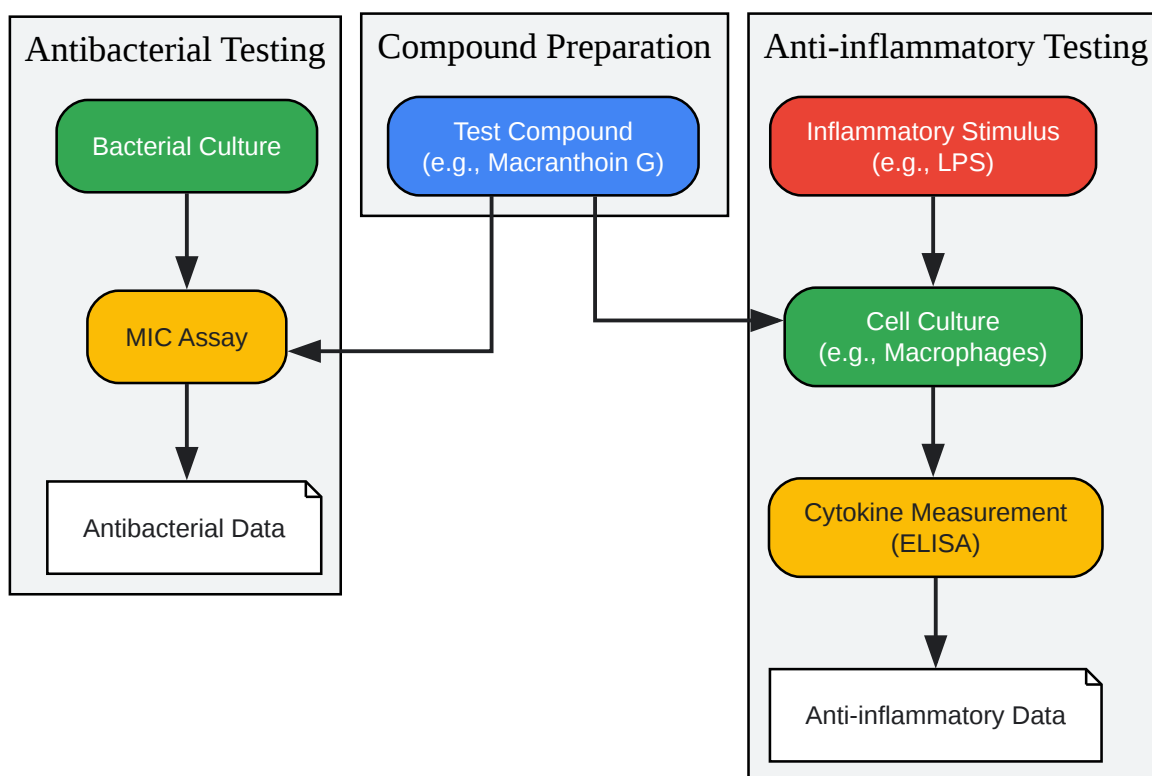 Antibacterial Testing
Bacterial Culture
MIC Assay
Antibacterial Data
Compound Preparation
Test Compound
(e.g., Macranthoin G)
Anti-inflammatory Testing
Inflammatory Stimulus
(e.g., LPS)
Cell Culture
(e.g., Macrophages)
Cytokine Measurement
(ELISA)
Anti-inflammatory Data